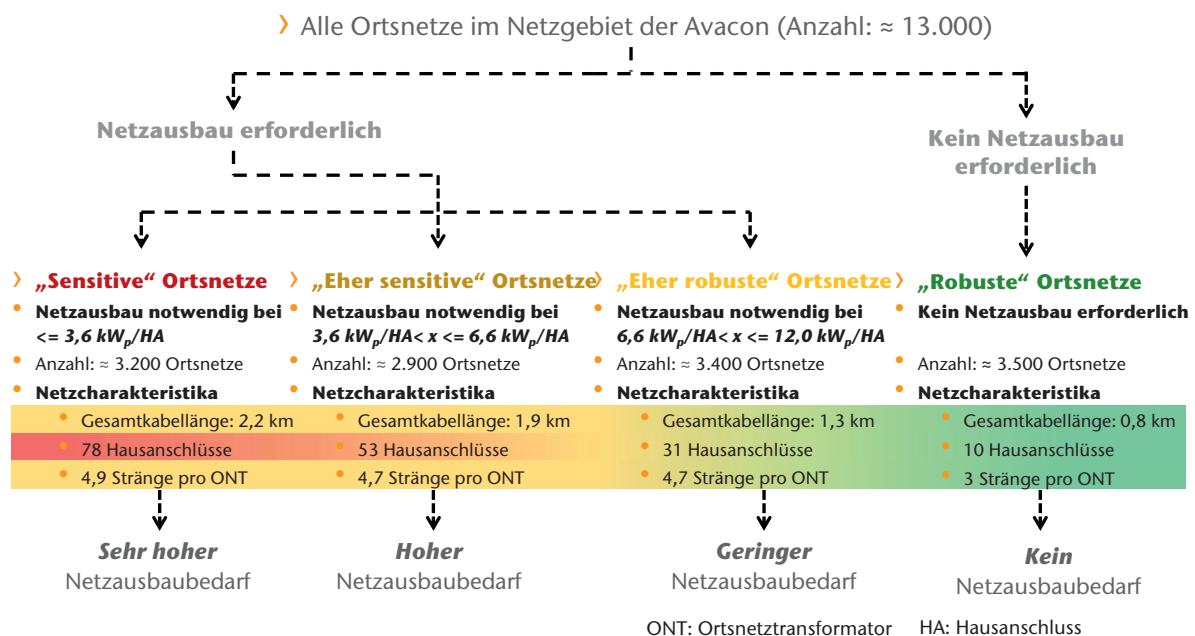 › Alle Ortsnetze im Netzgebiet der Avacon (Anzahl: ≈ 13.000)
Netzausbau erforderlich
Kein Netzausbau
erforderlich
› „Sensitive“ Ortsnetze
• Netzausbau notwendig bei
<= 3,6 kWp/HA
• Anzahl: ≈ 3.200 Ortsnetze
• Netzcharakteristika
• Gesamtkabellänge: 2,2 km
• 78 Hausanschlüsse
• 4,9 Stränge pro ONT
Sehr hoher
Netzausbaubedarf
› „Eher sensitive“ Ortsnetze
• Netzausbau notwendig bei
3,6 kWp/HA< x <= 6,6 kWp/HA
• Anzahl: ≈ 2.900 Ortsnetze
• Netzcharakteristika
• Gesamtkabellänge: 1,9 km
• 53 Hausanschlüsse
• 4,7 Stränge pro ONT
Hoher
Netzausbaubedarf
› „Eher robuste“ Ortsnetze
• Netzausbau notwendig bei
6,6 kWp/HA< x <= 12,0 kWp/HA
• Anzahl: ≈ 3.400 Ortsnetze
• Netzcharakteristika
• Gesamtkabellänge: 1,3 km
• 31 Hausanschlüsse
• 4,7 Stränge pro ONT
Geringer
Netzausbaubedarf
› „Robuste“ Ortsnetze
• Kein Netzausbau erforderlich
• Anzahl: ≈ 3.500 Ortsnetze
• Netzcharakteristika
• Gesamtkabellänge: 0,8 km
• 10 Hausanschlüsse
• 3 Stränge pro ONT
Kein
Netzausbaubedarf
ONT: Ortsnetztransformator HA: Hausanschluss